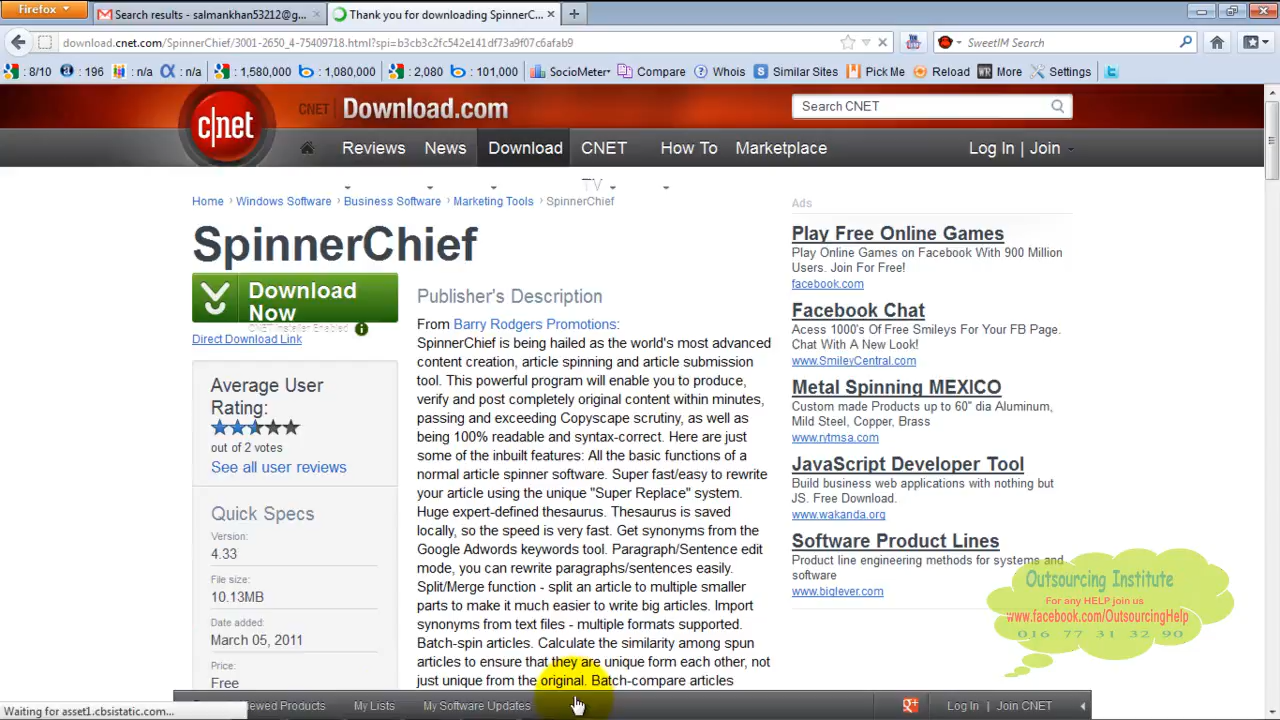 Firefox
Search results - salmankhan53212@g...
Thank you for downloading SpinnerC...
download.cnet.com/SpinnerChief/3001-2650_4-75409718.html?spi=b3cb3c2fc542e141df73a9f07c6afab9
SweetIM Search
: 8/10
: 196
: n/a
: n/a
: 1,580,000
: 1,080,000
: 2,080
: 101,000
SocioMeter
Compare
Whois
Similar Sites
Pick Me
Reload
More
Settings
c|net
CNET Download.com
Search CNET
Reviews
News
Download
CNET
TV
How To
Marketplace
Log In | Join
Home › Windows Software › Business Software › Marketing Tools › SpinnerChief
SpinnerChief
Download
Now
CNET Installer Enabled
Direct Download Link
Average User
Rating:
out of 2 votes
See all user reviews
Quick Specs
Version:
4.33
File size:
10.13MB
Date added:
March 05, 2011
Price:
Free
Publisher's Description
From Barry Rodgers Promotions:
SpinnerChief is being hailed as the world's most advanced
content creation, article spinning and article submission
tool. This powerful program will enable you to produce,
verify and post completely original content within minutes,
passing and exceeding Copyscape scrutiny, as well as
being 100% readable and syntax-correct. Here are just
some of the inbuilt features: All the basic functions of a
normal article spinner software. Super fast/easy to rewrite
your article using the unique "Super Replace" system.
Huge expert-defined thesaurus. Thesaurus is saved
locally, so the speed is very fast. Get synonyms from the
Google Adwords keywords tool. Paragraph/Sentence edit
mode, you can rewrite paragraphs/sentences easily.
Split/Merge function - split an article to multiple smaller
parts to make it much easier to write big articles. Import
synonyms from text files - multiple formats supported.
Batch-spin articles. Calculate the similarity among spun
articles to ensure that they are unique form each other, not
just unique from the original. Batch-compare articles
Ads
Play Free Online Games
Play Online Games on Facebook With 900 Million
Users. Join For Free!
facebook.com
Facebook Chat
Acess 1000's Of Free Smileys For Your FB Page.
Chat With A New Look!
www.SmileyCentral.com
Metal Spinning MEXICO
Custom made Products up to 60" dia Aluminum,
Mild Steel, Copper, Brass
www.rvtmsa.com
JavaScript Developer Tool
Build business web applications with nothing but
JS. Free Download.
www.wakanda.org
Software Product Lines
Product line engineering methods for systems and
software
www.biglever.com
Outsourcing Institute
For any HELP join us
www.facebook.com/OutsourcingHelp
016 77 31 32 90
Waiting for asset1.cbsistatic.com...
Products
My Lists
My Software Updates
Log In | Join CNET